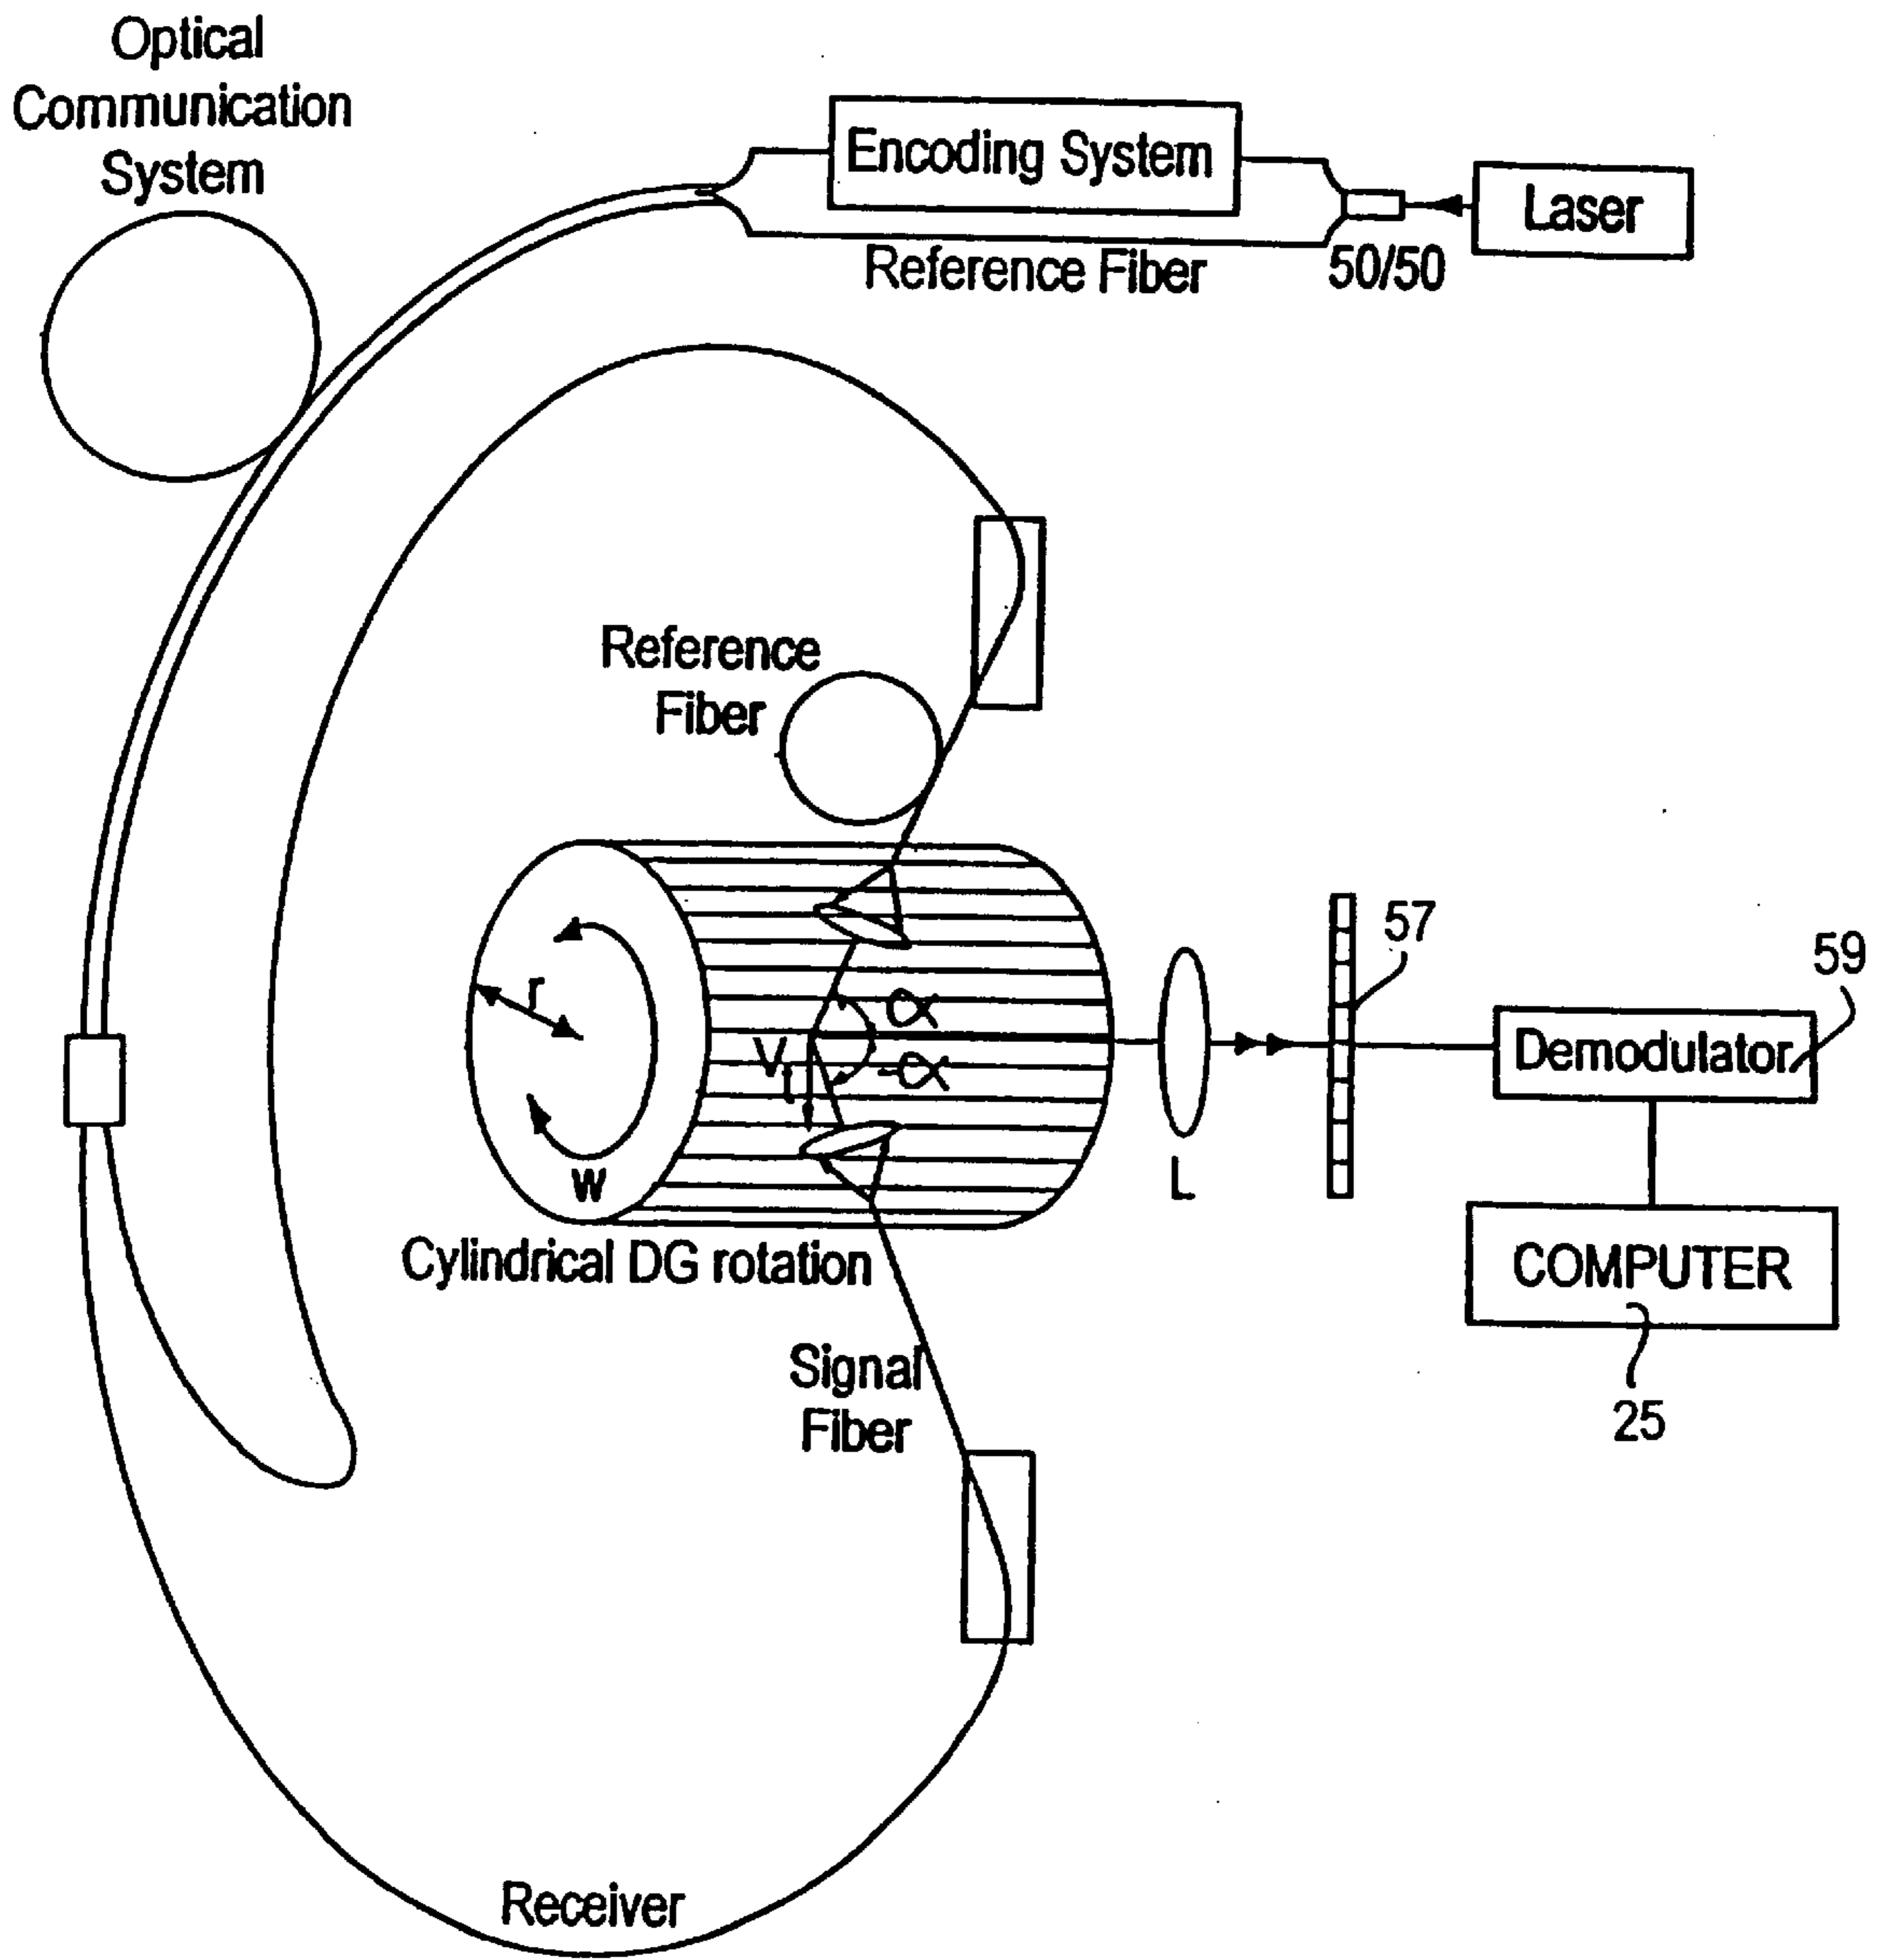 Optical
Communication
System
Encoding System
Laser
Reference Fiber
50/50
Reference
Fiber
r
w
α
-α
V
L
57
59
Demodulator
COMPUTER
25
Cylindrical DG rotation
Signal
Fiber
Receiver